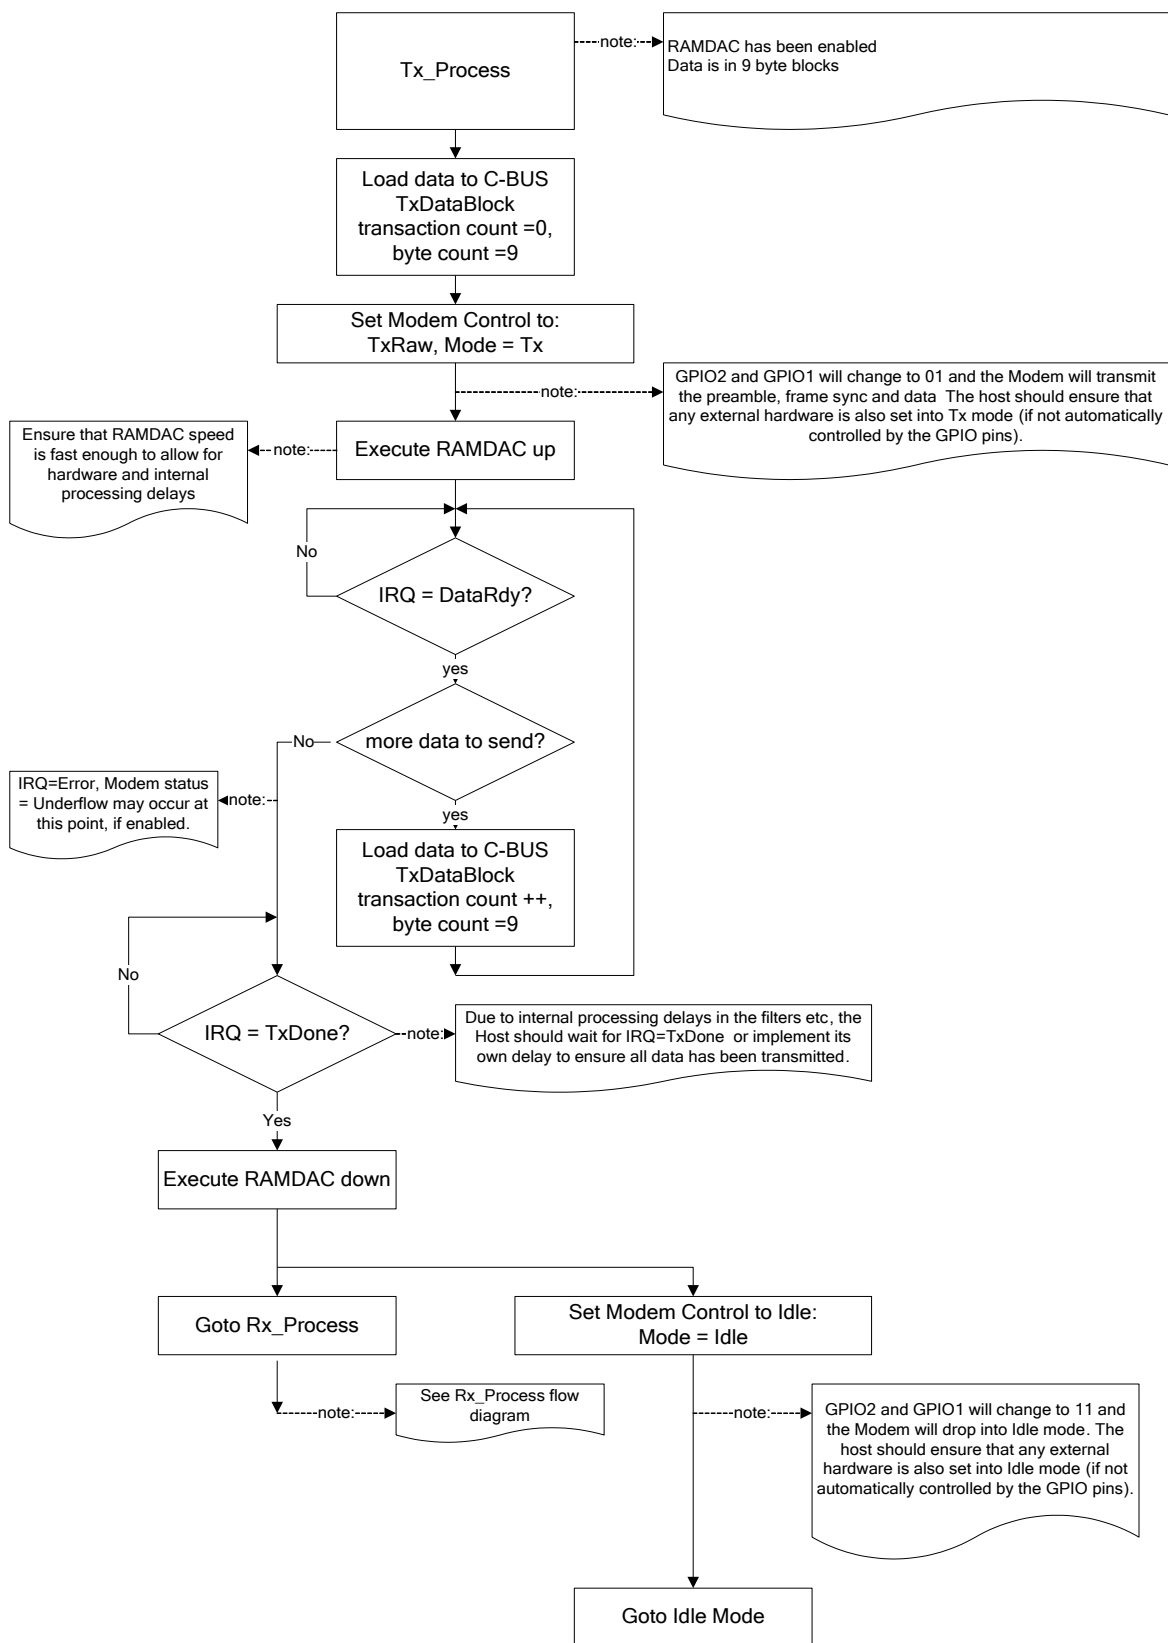 Tx_Process
note:
RAMDAC has been enabled
Data is in 9 byte blocks
Load data to C-BUS
TxDataBlock
transaction count =0,
byte count =9
Set Modem Control to:
TxRaw, Mode = Tx
note:
GPIO2 and GPIO1 will change to 01 and the Modem will transmit
the preamble, frame sync and data  The host should ensure that
any external hardware is also set into Tx mode (if not automatically
controlled by the GPIO pins).
Execute RAMDAC up
note:
Ensure that RAMDAC speed
is fast enough to allow for
hardware and internal
processing delays
No
IRQ = DataRdy?
yes
more data to send?
No
note:
IRQ=Error, Modem status
= Underflow may occur at
this point, if enabled.
yes
Load data to C-BUS
TxDataBlock
transaction count ++,
byte count =9
No
IRQ = TxDone?
note:
Due to internal processing delays in the filters etc, the
Host should wait for IRQ=TxDone  or implement its
own delay to ensure all data has been transmitted.
Yes
Execute RAMDAC down
Goto Rx_Process
Set Modem Control to Idle:
Mode = Idle
note:
See Rx_Process flow
diagram
note:
GPIO2 and GPIO1 will change to 11 and
the Modem will drop into Idle mode. The
host should ensure that any external
hardware is also set into Idle mode (if not
automatically controlled by the GPIO pins).
Goto Idle Mode